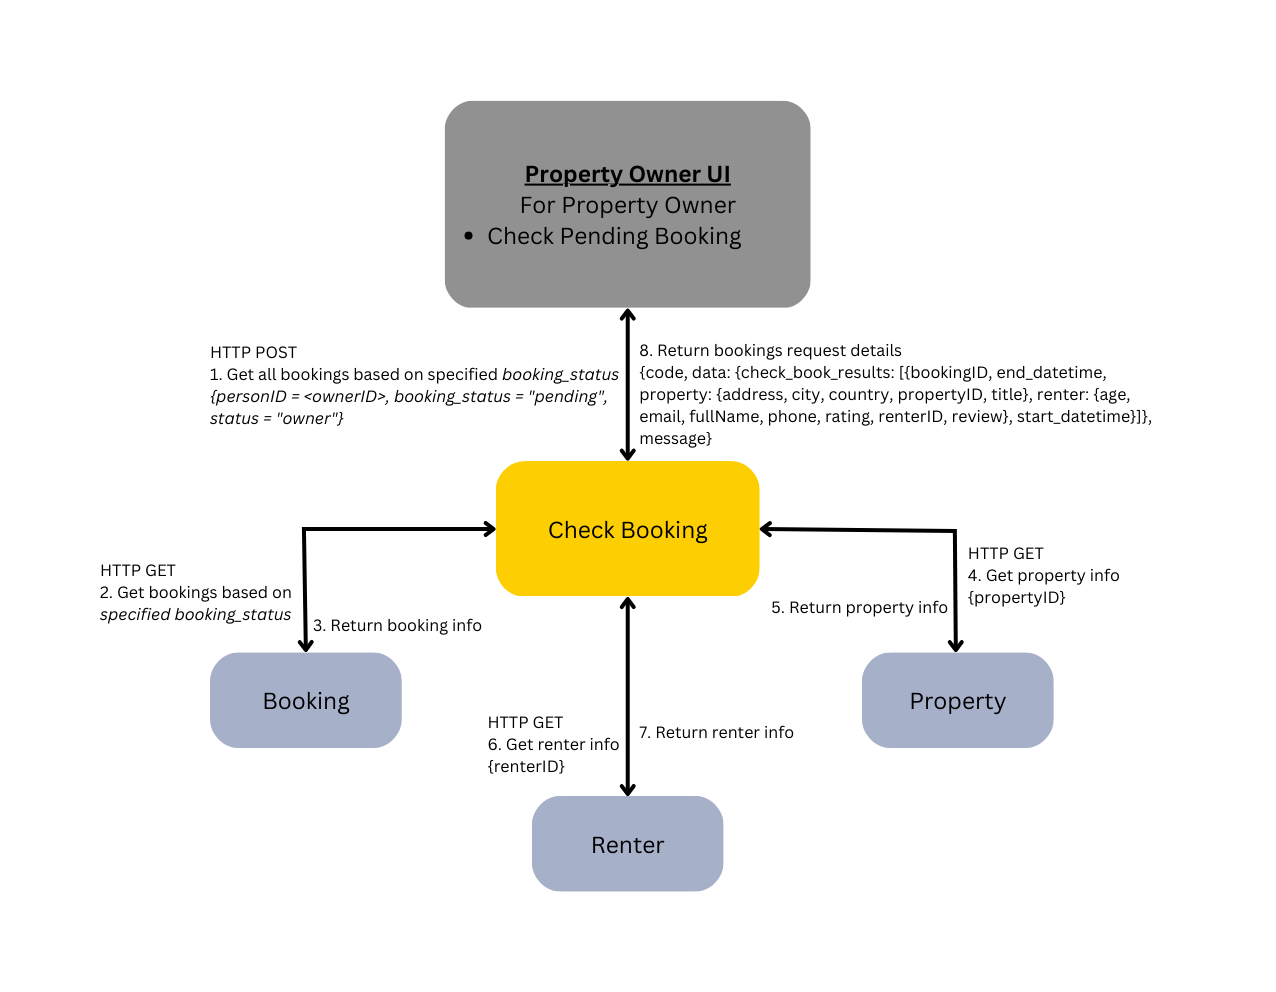 Property Owner UI
For Property Owner
• Check Pending Booking
HTTP POST
1. Get all bookings based on specified booking_status
{personID = <ownerID>, booking_status = "pending",
status = "owner"}
8. Return bookings request details
{code, data: {check_book_results: [{bookingID, end_datetime,
property: {address, city, country, propertyID, title}, renter: {age,
email, fullName, phone, rating, renterID, review}, start_datetime}]},
message}
Check Booking
HTTP GET
2. Get bookings based on
specified booking_status
3. Return booking info
HTTP GET
4. Get property info
{propertyID}
5. Return property info
Booking
Property
HTTP GET
6. Get renter info
{renterID}
7. Return renter info
Renter